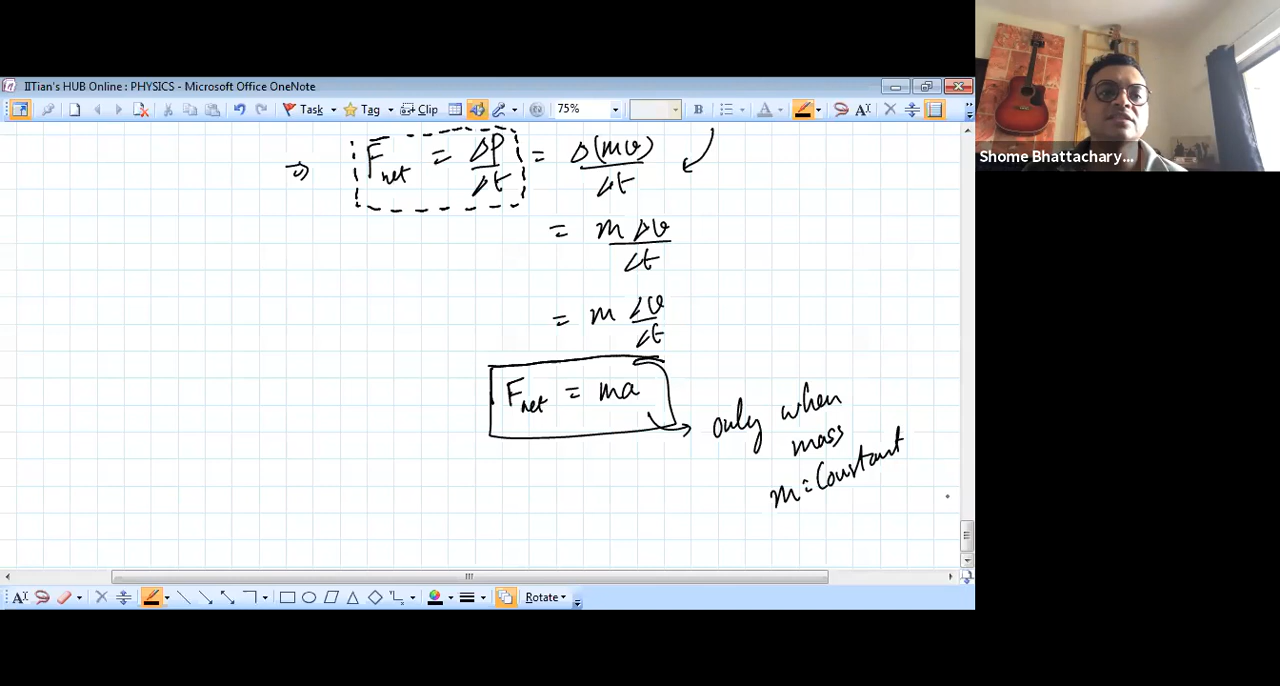 IITian's HUB Online : PHYSICS - Microsoft Office OneNote
Task Tag Clip 75% B A A
Shome Bhattachary...
⇒ Fnet = ΔP/Δt = Δ(mv)/Δt
= mΔv/Δt
= m Δv/Δt
Fnet = ma
only when
mass
m = Constant
Rotate